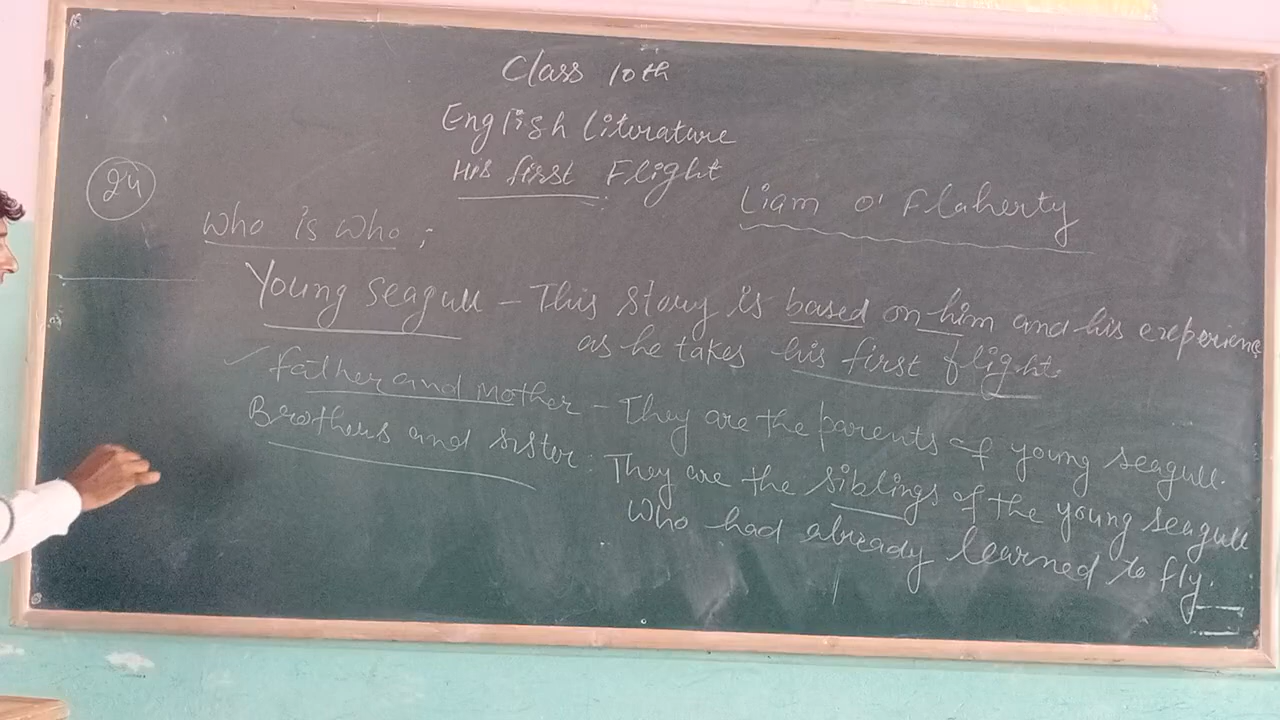 Class 10th
English Literature
His first Flight
Liam O' Flaherty
24
Who is Who ;
Young Seagull - This story is based on him and his experience
as he takes his first flight.
Father and Mother - They are the parents of young seagull.
Brothers and sister : They are the siblings of the young seagull
Who had already learned to fly.